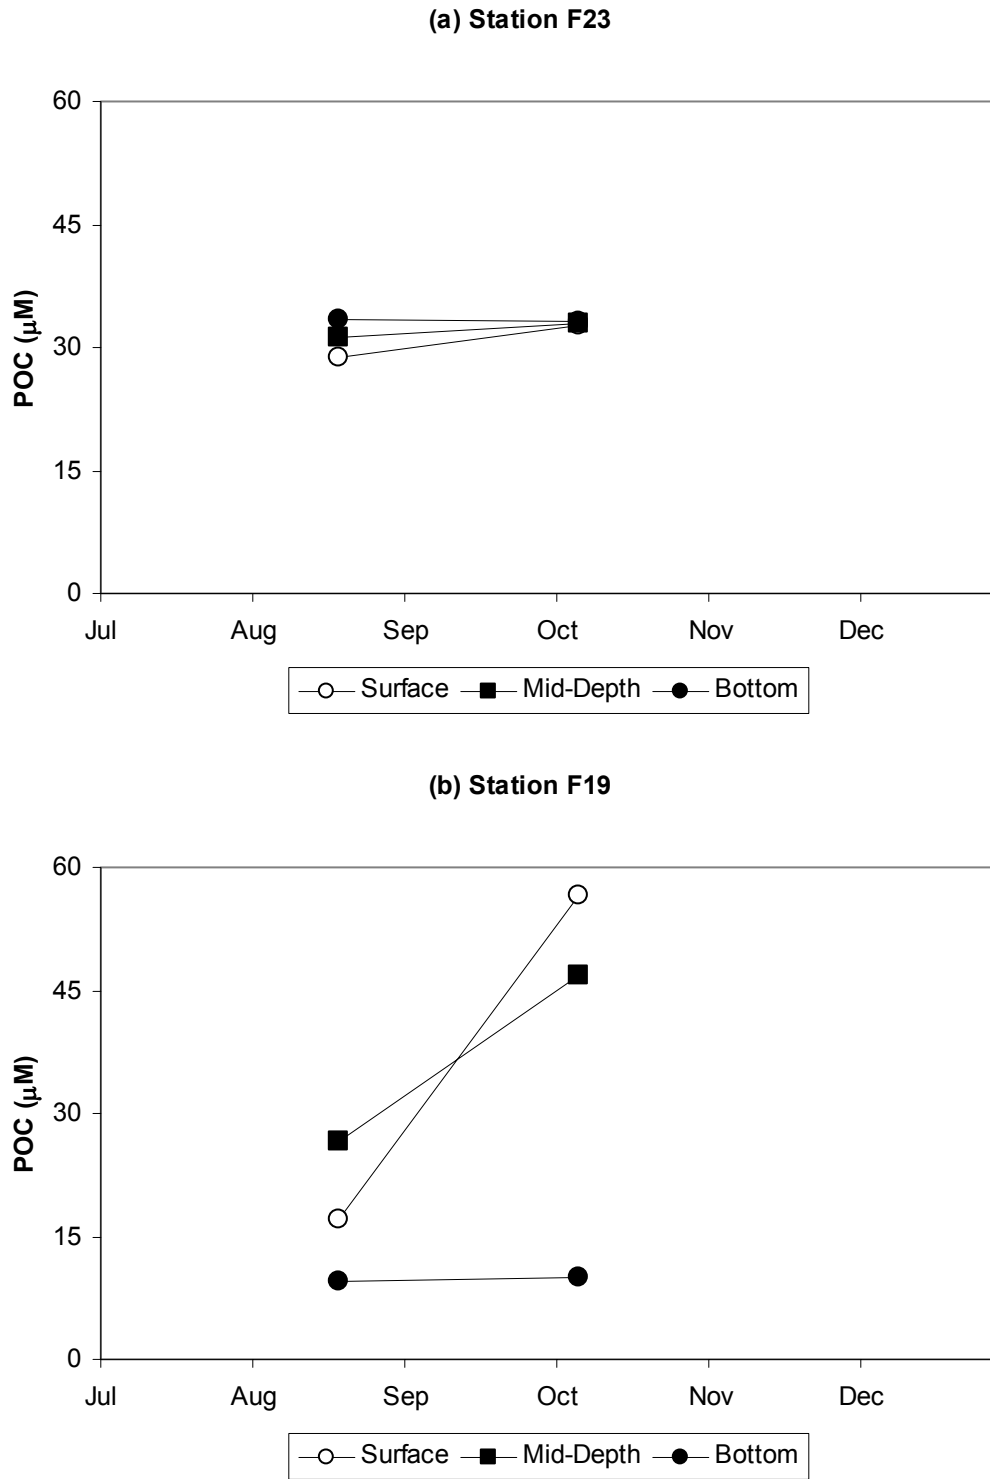 (a) Station F23
60
45
30
15
0
POC (µM)
Jul Aug Sep Oct Nov Dec
Surface Mid-Depth Bottom
(b) Station F19
60
45
30
15
0
POC (µM)
Jul Aug Sep Oct Nov Dec
Surface Mid-Depth Bottom